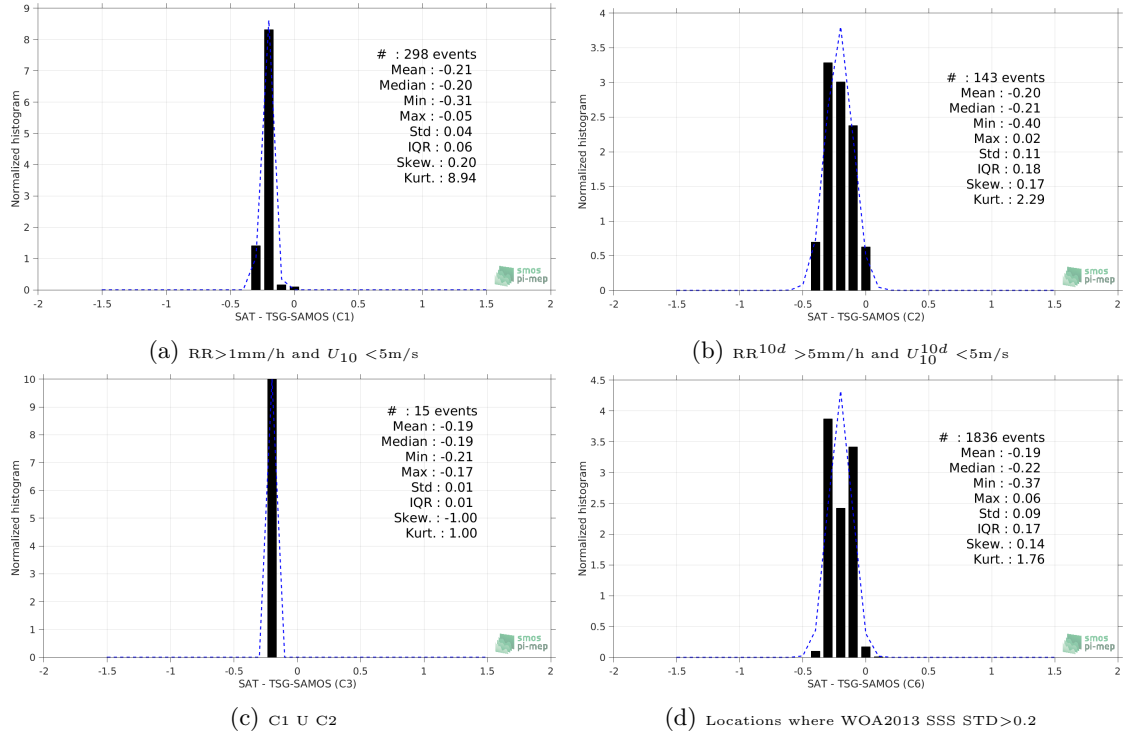 9
8
7
6
5
4
3
2
1
0
Normalized histogram
# : 298 events
Mean : -0.21
Median : -0.20
Min : -0.31
Max : -0.05
Std : 0.04
IQR : 0.06
Skew. : 0.20
Kurt. : 8.94
smos
pi-mep
-2 -1.5 -1 -0.5 0 0.5 1 1.5 2
SAT - TSG-SAMOS (C1)
(a) RR>1mm/h and U10 <5m/s
4
3.5
3
2.5
2
1.5
1
0.5
0
Normalized histogram
# : 143 events
Mean : -0.20
Median : -0.21
Min : -0.40
Max : 0.02
Std : 0.11
IQR : 0.18
Skew. : 0.17
Kurt. : 2.29
smos
pi-mep
-2 -1.5 -1 -0.5 0 0.5 1 1.5 2
SAT - TSG-SAMOS (C2)
(b) RR^10d >5mm/h and U10^10d <5m/s
10
9
8
7
6
5
4
3
2
1
0
Normalized histogram
# : 15 events
Mean : -0.19
Median : -0.19
Min : -0.21
Max : -0.17
Std : 0.01
IQR : 0.01
Skew. : -1.00
Kurt. : 1.00
smos
pi-mep
-2 -1.5 -1 -0.5 0 0.5 1 1.5 2
SAT - TSG-SAMOS (C3)
(c) C1 U C2
4.5
4
3.5
3
2.5
2
1.5
1
0.5
0
Normalized histogram
# : 1836 events
Mean : -0.19
Median : -0.22
Min : -0.37
Max : 0.06
Std : 0.09
IQR : 0.17
Skew. : 0.14
Kurt. : 1.76
smos
pi-mep
-2 -1.5 -1 -0.5 0 0.5 1 1.5 2
SAT - TSG-SAMOS (C6)
(d) Locations where WOA2013 SSS STD>0.2